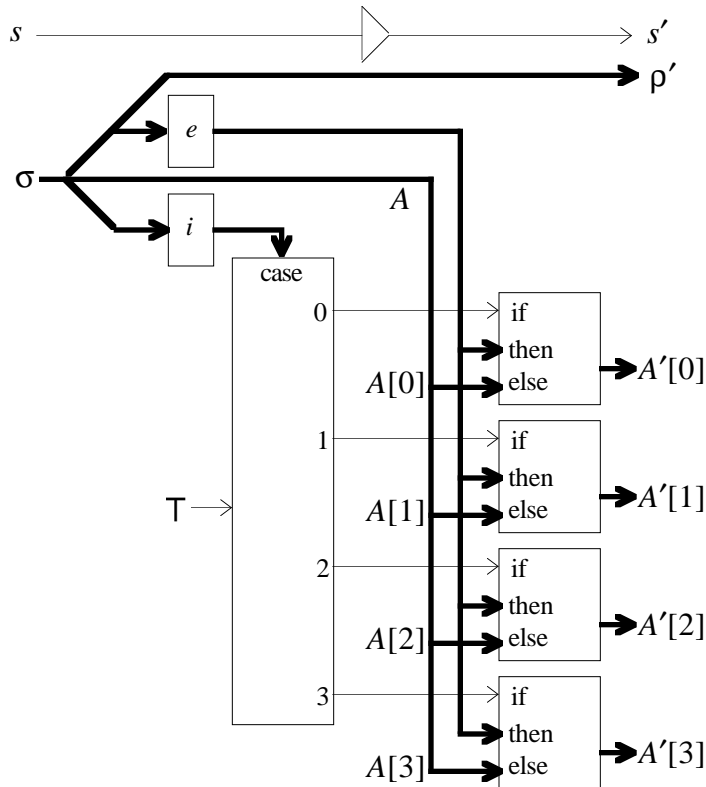 s s′
ρ′
e
σ
A
i
case
0 if
then
A[0] else A′[0]
1 if
then
A[1] else A′[1]
⊤
2 if
then
A[2] else A′[2]
3 if
then
A[3] else A′[3]